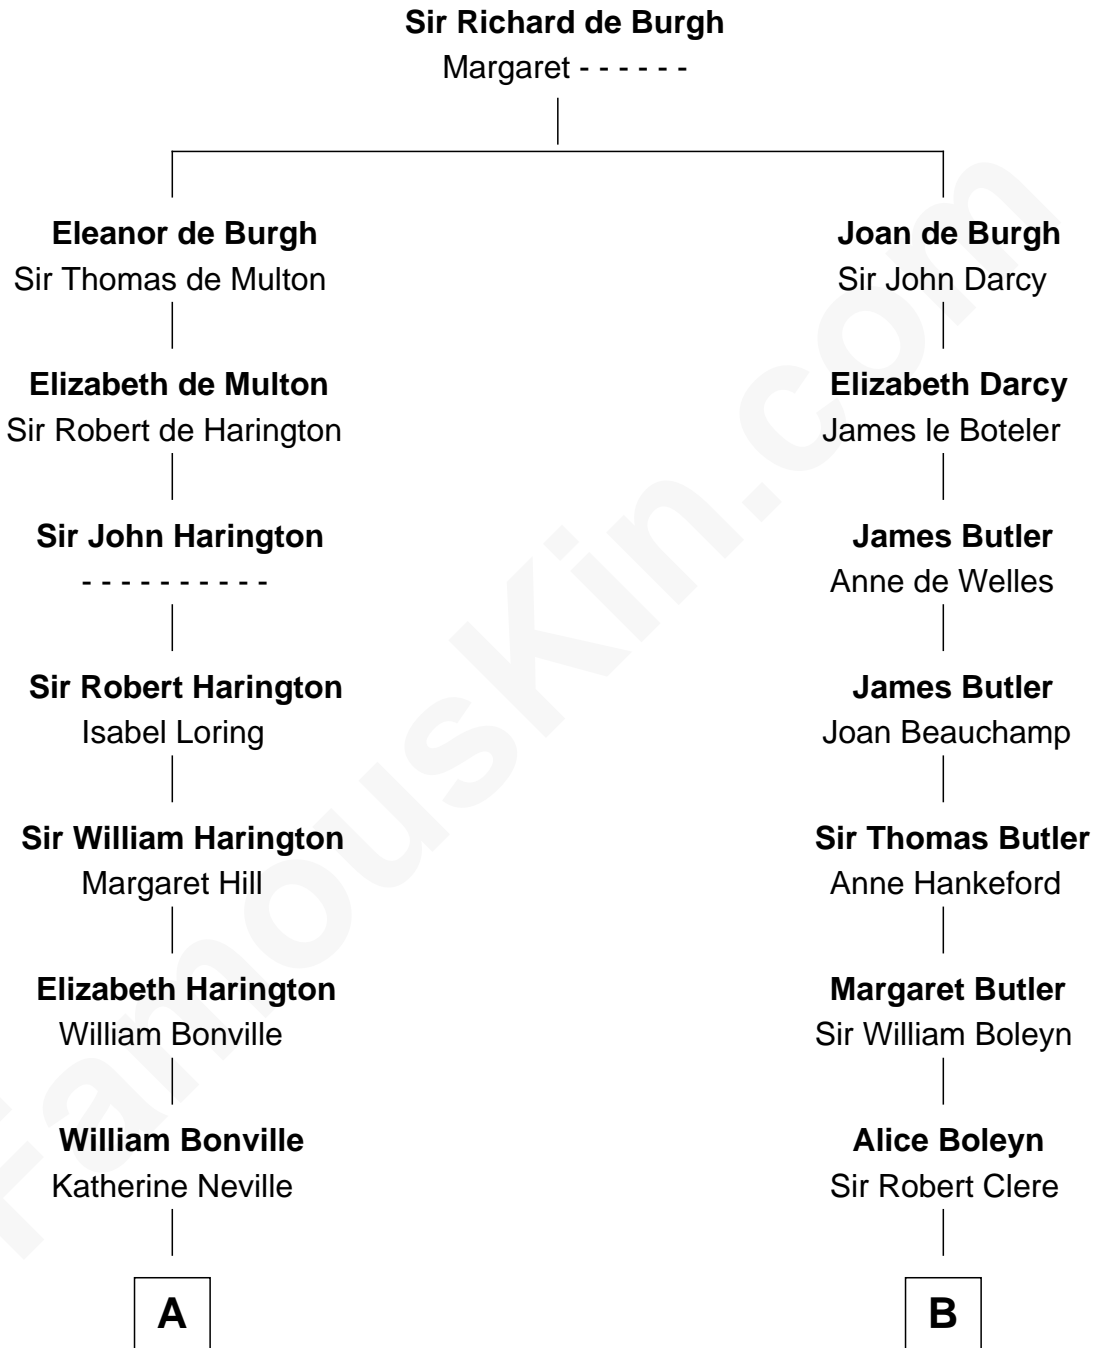 Sir Richard de Burgh
Margaret - - - - - -
Eleanor de Burgh
Sir Thomas de Multon
Joan de Burgh
Sir John Darcy
Elizabeth de Multon
Sir Robert de Harington
Elizabeth Darcy
James le Boteler
Sir John Harington
- - - - - - - - - -
James Butler
Anne de Welles
Sir Robert Harington
Isabel Loring
James Butler
Joan Beauchamp
Sir William Harington
Margaret Hill
Sir Thomas Butler
Anne Hankeford
Elizabeth Harington
William Bonville
Margaret Butler
Sir William Boleyn
William Bonville
Katherine Neville
Alice Boleyn
Sir Robert Clere
A
B
FamousKin.com